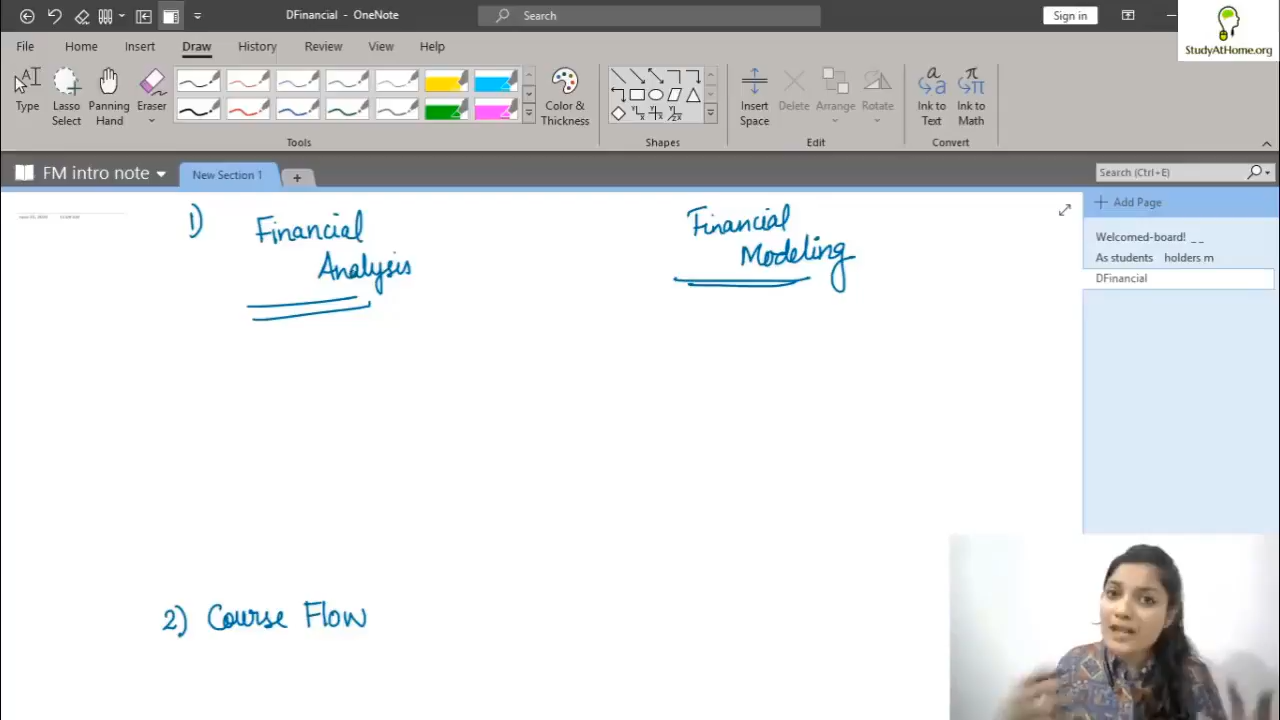 DFinancial - OneNote
Search
Sign in
StudyAtHome.org
File Home Insert Draw History Review View Help
Type
Lasso Select
Panning Hand
Eraser
Color & Thickness
Insert Space
Delete
Arrange
Rotate
Ink to Text
Ink to Math
Tools
Shapes
Edit
Convert
FM intro note
New Section 1
Search (Ctrl+E)
Add Page
Welcomed-board! _ _
As students holders m
DFinancial
1) Financial Analysis
Financial Modeling
2) Course Flow